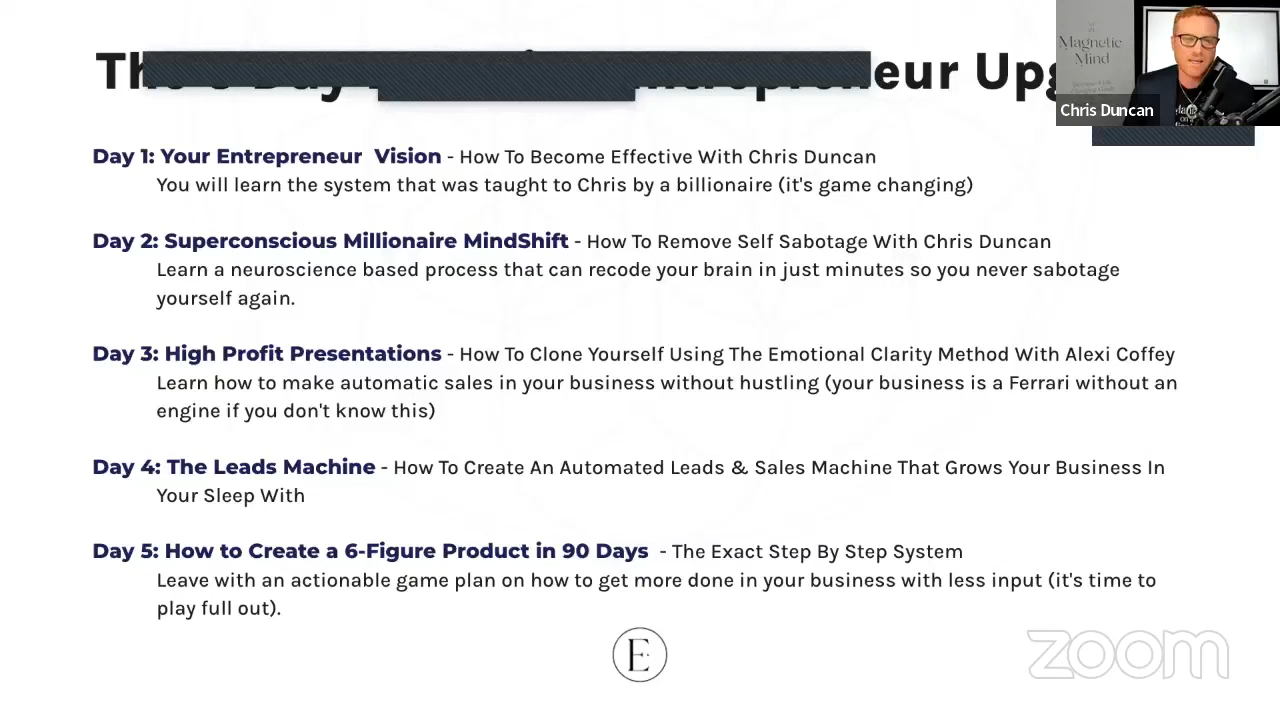 Magnetic
Mind
Chris Duncan
Day 1: Your Entrepreneur Vision - How To Become Effective With Chris Duncan
You will learn the system that was taught to Chris by a billionaire (it's game changing)
Day 2: Superconscious Millionaire MindShift - How To Remove Self Sabotage With Chris Duncan
Learn a neuroscience based process that can recode your brain in just minutes so you never sabotage
yourself again.
Day 3: High Profit Presentations - How To Clone Yourself Using The Emotional Clarity Method With Alexi Coffey
Learn how to make automatic sales in your business without hustling (your business is a Ferrari without an
engine if you don't know this)
Day 4: The Leads Machine - How To Create An Automated Leads & Sales Machine That Grows Your Business In
Your Sleep With
Day 5: How to Create a 6-Figure Product in 90 Days - The Exact Step By Step System
Leave with an actionable game plan on how to get more done in your business with less input (it's time to
play full out).
E
zoom